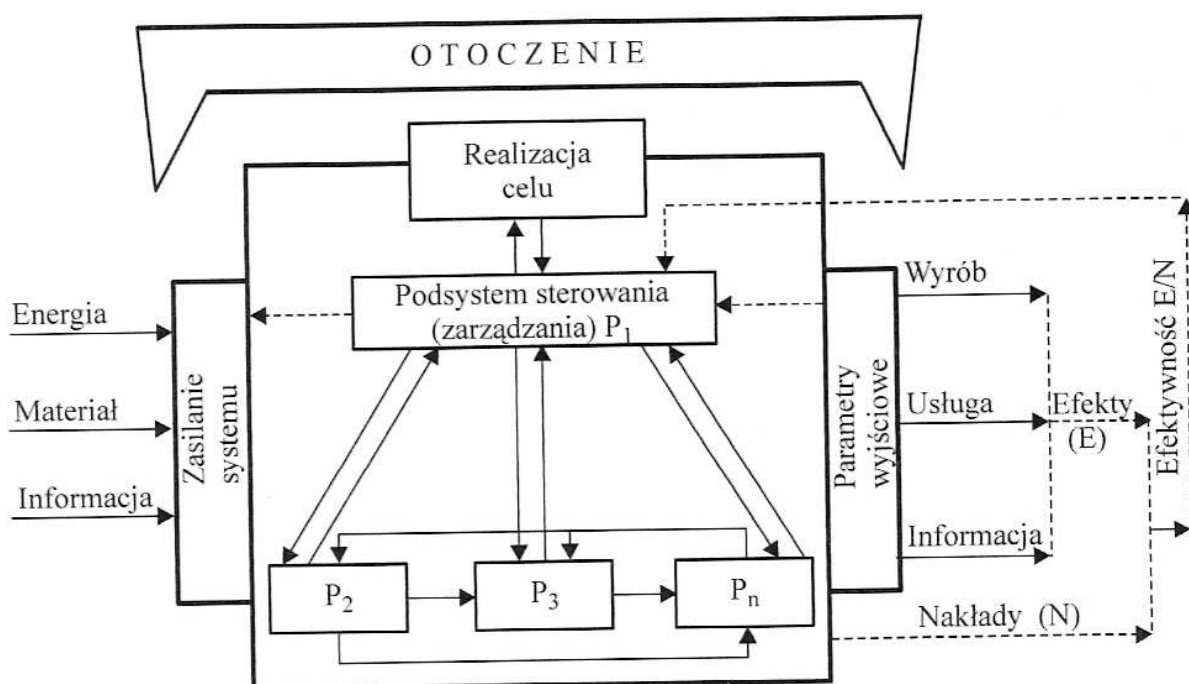 OTOCZENIE
Realizacja
celu
Podsystem sterowania
(zarządzania) P₁
Energia
Materiał
Informacja
Zasilanie
systemu
P₂
P₃
Pₙ
Parametry
wyjściowe
Wyrób
Usługa
Informacja
Efekty
(E)
Nakłady (N)
Efektywność E/N